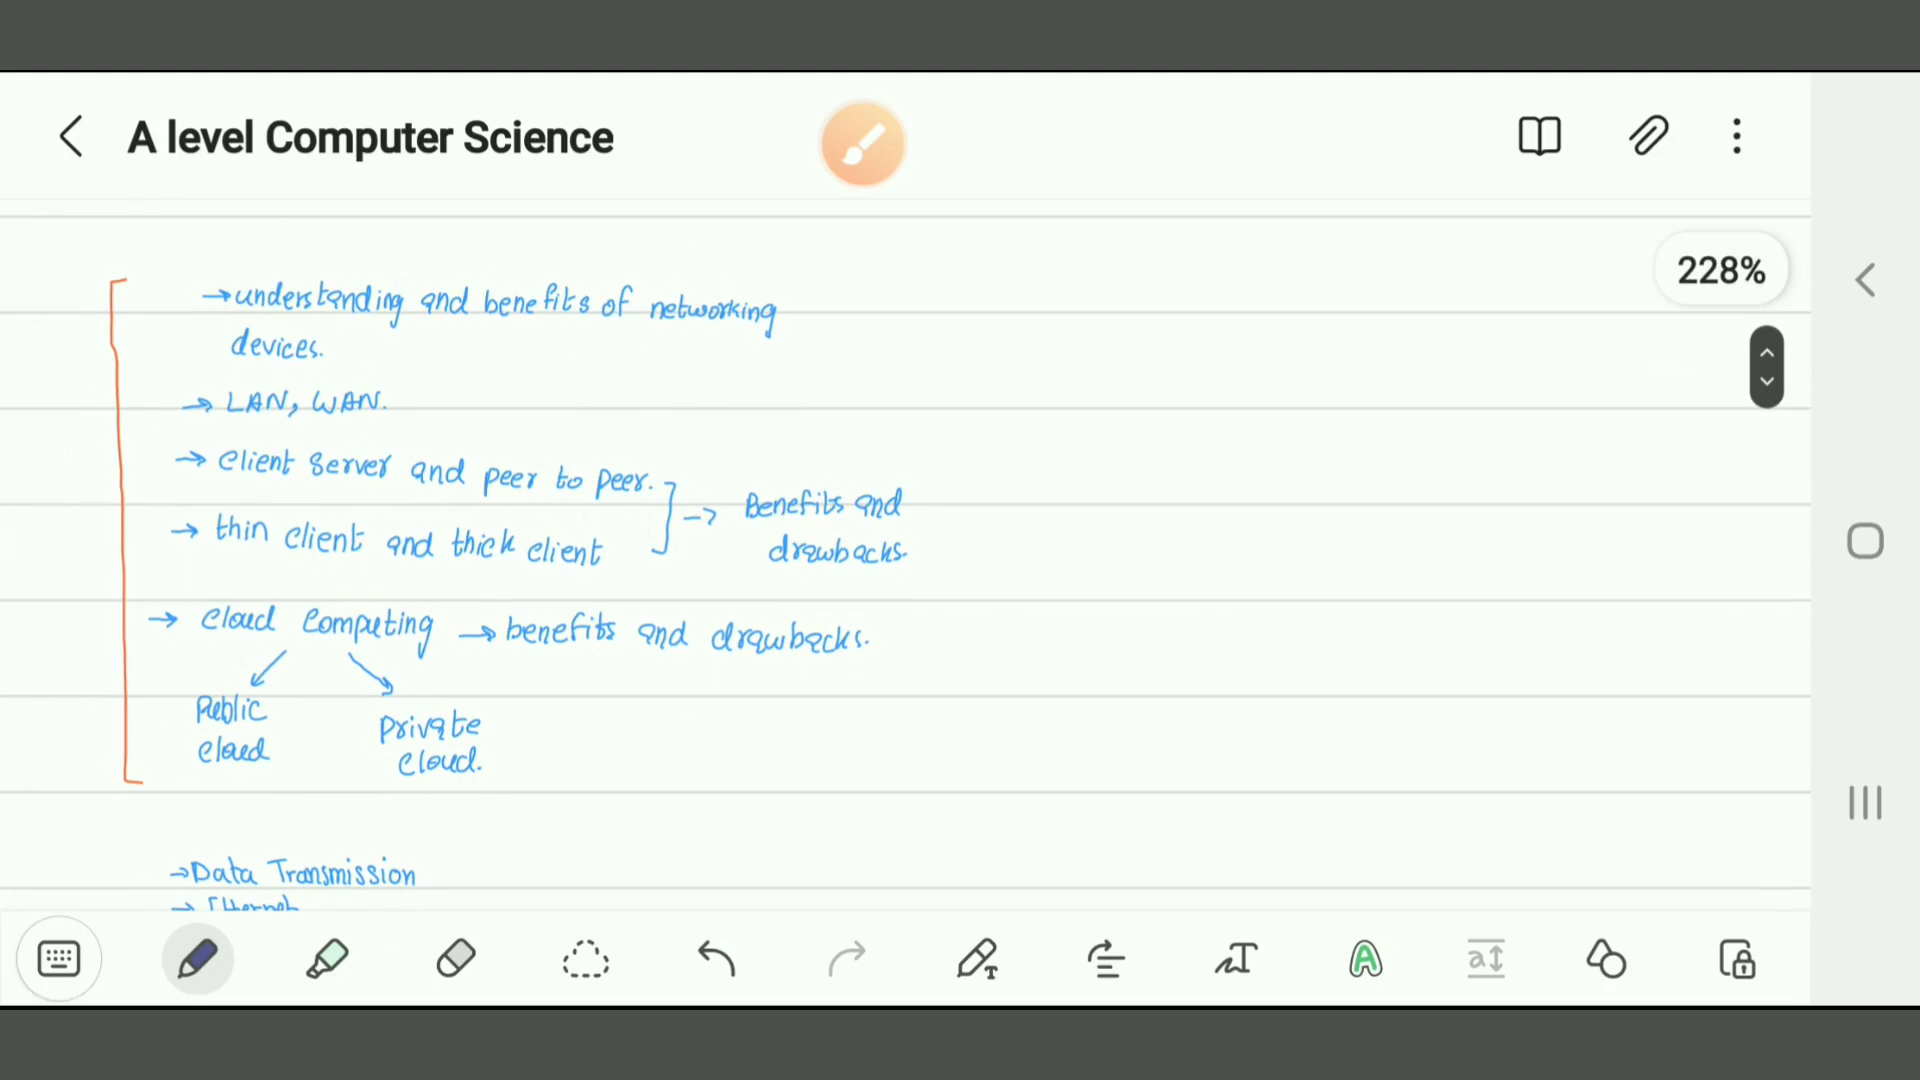 A level Computer Science
228%
→ understanding and benefits of networking
devices.
→ LAN, WAN.
→ Client Server and peer to peer.
→ thin client and thick client
→ Benefits and
drawbacks.
→ Cloud Computing → benefits and drawbacks.
Public
Cloud
Private
Cloud.
→ Data Transmission